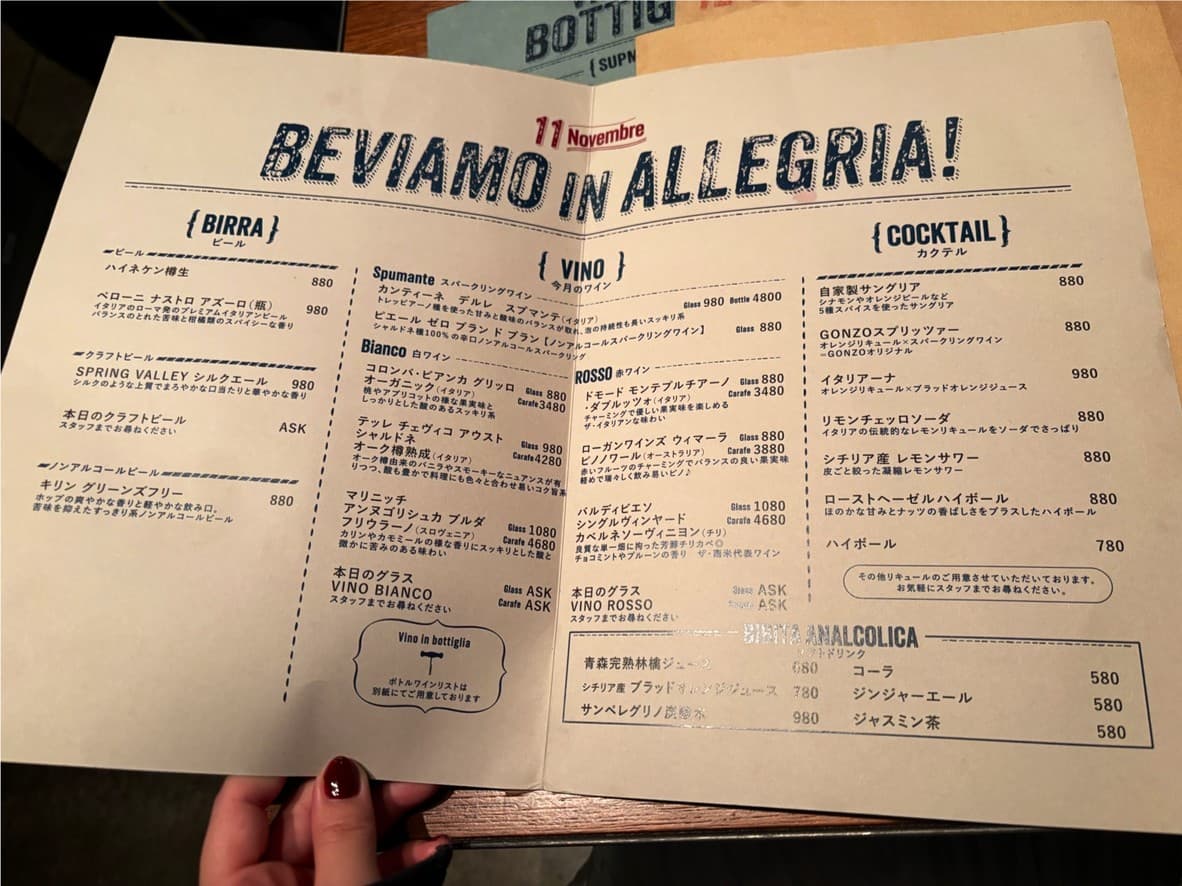 BOTTIG
{SUPN
11 Novembre
BEVIAMO IN ALLEGRIA!
{BIRRA}
ビール
ビール
ハイネケン樽生 880
ペローニ ナストロ アズーロ(瓶) 980
イタリアのローマ発のプレミアムイタリアンビール
バランスのとれた苦味と柑橘類のスパイシーな香り
クラフトビール
SPRING VALLEY シルクエール 980
シルクのような上質でまろやかな口当たりと華やかな香り
本日のクラフトビール ASK
スタッフまでお尋ねください
ノンアルコールビール
キリン グリーンズフリー 880
ホップの爽やかな香りと軽やかな飲み口。
苦味を抑えたすっきり系ノンアルコールビール
{VINO}
今月のワイン
Spumante スパークリングワイン
カンティーネ デルレ スプマンテ(イタリア) Glass 980 Bottle 4800
トレッビアーノ種を使った甘みと酸味のバランスが取れ、泡の持続性も長いスッキリ系
ピエール ゼロ ブラン ド ブラン【ノンアルコールスパークリングワイン】 Glass 880
シャルドネ種100%の辛口ノンアルコールスパークリング
Bianco 白ワイン
コロンバ・ビアンカ グリッロ
オーガニック(イタリア) Glass 880
Carafe 3480
桃やアプリコットの様な果実味と
しっかりとした酸のあるスッキリ系
テッレ チェヴィコ アウスト
シャルドネ Glass 980
オーク樽熟成(イタリア) Carafe 4280
オーク樽由来のバニラやスモーキーなニュアンスが有
りつつ、酸も豊かで料理にも色々と合わせ易いコク旨系
マリニッチ
アンヌゴリシュカ ブルダ Glass 1080
フリウラーノ(スロヴェニア) Carafe 4680
カリンやカモミールの様な香りにスッキリとした酸と
微かに苦みのある味わい
本日のグラス Glass ASK
VINO BIANCO Carafe ASK
スタッフまでお尋ねください
Vino in bottiglia
ボトルワインリストは
別紙にてご用意しております
ROSSO 赤ワイン
ドモード モンテプルチアーノ Glass 880
・ダブルッツォ(イタリア) Carafe 3480
チャーミングで優しい果実味を楽しめる
ザ・イタリアンな味わい
ローガンワインズ ウィマーラ Glass 880
ピノノワール(オーストラリア) Carafe 3880
赤いフルーツのチャーミングでバランスの良い果実味
軽めで瑞々しく飲み易いピノ♪
バルディビエソ
シングルヴィンヤード Glass 1080
カベルネソーヴィニヨン(チリ) Carafe 4680
良質な単一畑に拘った芳醇チリカベ◎
チョコミントやプルーンの香り ザ・南米代表ワイン
本日のグラス Glass ASK
VINO ROSSO Carafe ASK
スタッフまでお尋ねください
{COCKTAIL}
カクテル
自家製サングリア 880
シナモンやオレンジピールなど
5種スパイスを使ったサングリア
GONZOスプリッツァー 880
オレンジリキュール×スパークリングワイン
=GONZOオリジナル
イタリアーナ 980
オレンジリキュール×ブラッドオレンジジュース
リモンチェッロソーダ 880
イタリアの伝統的なレモンリキュールをソーダでさっぱり
シチリア産 レモンサワー 880
皮ごと絞った凝縮レモンサワー
ローストヘーゼルハイボール 880
ほのかな甘みとナッツの香ばしさをプラスしたハイボール
ハイボール 780
その他リキュールのご用意させていただいております。
お気軽にスタッフまでお尋ねください。
BIBITA ANALCOLICA
ソフトドリンク
青森完熟林檎ジュース 680 コーラ 580
シチリア産 ブラッドオレンジジュース 780 ジンジャーエール 580
サンペレグリノ炭酸水 980 ジャスミン茶 580